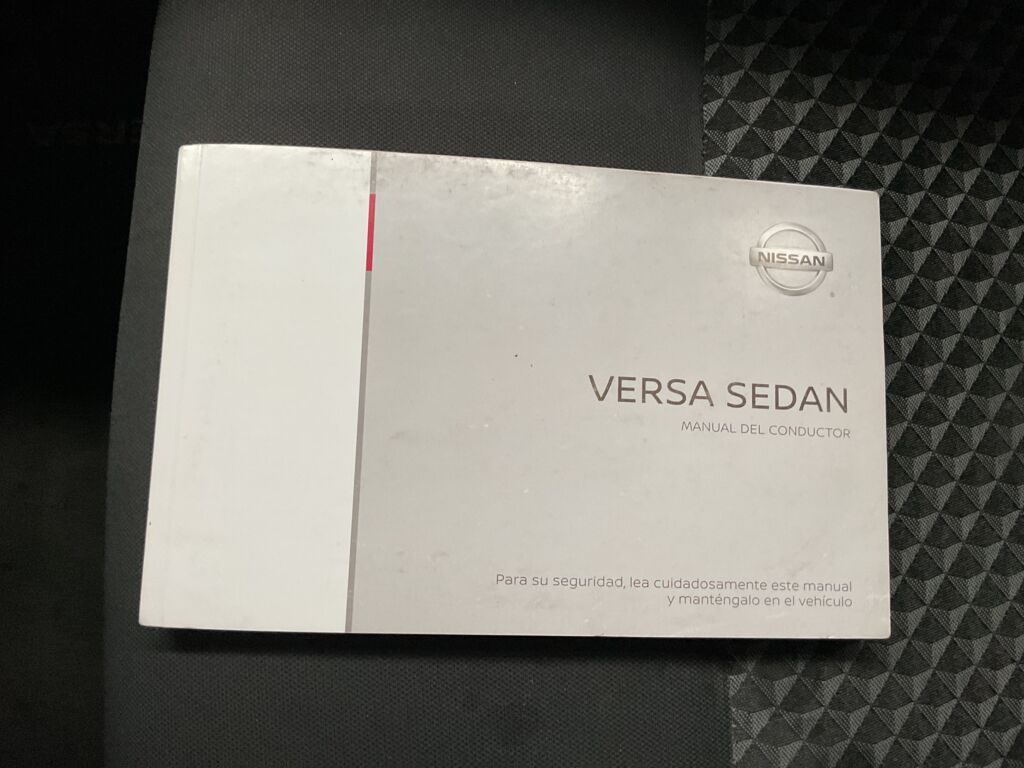 NISSAN
VERSA SEDAN
MANUAL DEL CONDUCTOR
Para su seguridad, lea cuidadosamente este manual
y manténgalo en el vehículo